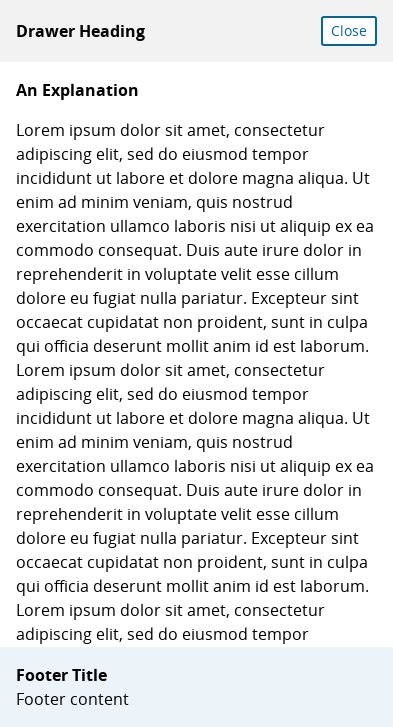 Drawer Heading
Close
An Explanation
Lorem ipsum dolor sit amet, consectetur
adipiscing elit, sed do eiusmod tempor
incididunt ut labore et dolore magna aliqua. Ut
enim ad minim veniam, quis nostrud
exercitation ullamco laboris nisi ut aliquip ex ea
commodo consequat. Duis aute irure dolor in
reprehenderit in voluptate velit esse cillum
dolore eu fugiat nulla pariatur. Excepteur sint
occaecat cupidatat non proident, sunt in culpa
qui officia deserunt mollit anim id est laborum.
Lorem ipsum dolor sit amet, consectetur
adipiscing elit, sed do eiusmod tempor
incididunt ut labore et dolore magna aliqua. Ut
enim ad minim veniam, quis nostrud
exercitation ullamco laboris nisi ut aliquip ex ea
commodo consequat. Duis aute irure dolor in
reprehenderit in voluptate velit esse cillum
dolore eu fugiat nulla pariatur. Excepteur sint
occaecat cupidatat non proident, sunt in culpa
qui officia deserunt mollit anim id est laborum.
Lorem ipsum dolor sit amet, consectetur
adipiscing elit, sed do eiusmod tempor
Footer Title
Footer content